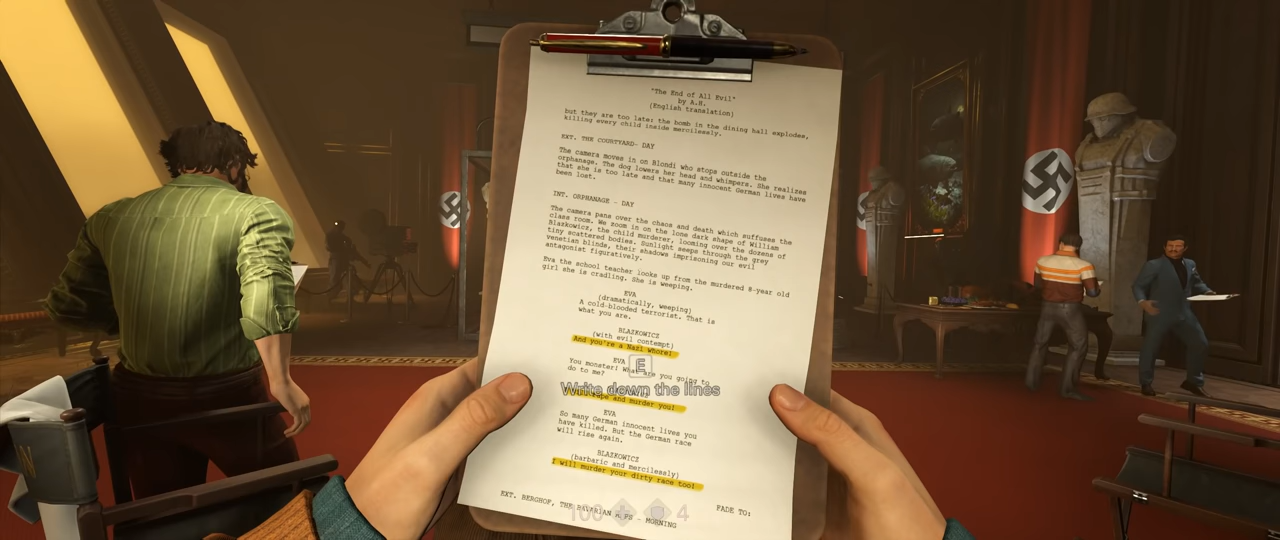 "The End of All Evil"
by A.H.
(English translation)
but they are too late: the bomb in the dining hall explodes,
killing every child inside mercilessly.
EXT. THE COURTYARD- DAY
The camera moves in on Blondi who stops outside the
orphanage. The dog lowers her head and whimpers. She realizes
that she is too late and that many innocent German lives have
been lost.
INT. ORPHANAGE - DAY
The camera pans over the chaos and death which suffuses the
class room. We zoom in on the lone dark shape of William
Blazkowicz, the child murderer, looming over the dozens of
tiny scattered bodies. Sunlight seeps through the grey
venetian blinds, their shadows imprisoning our evil
antagonist figuratively.
Eva the school teacher looks up from the murdered 8-year old
girl she is cradling. She is weeping.
EVA
(dramatically, weeping)
A cold-blooded terrorist. That is
what you are.
BLAZKOWICZ
(with evil contempt)
And you're a Nazi whore!
EVA
You monster! What are you going to
do to me?
E
Write down the lines
rape and murder you!
EVA
So many German innocent lives you
have killed. But the German race
will rise again.
BLAZKOWICZ
(barbaric and mercilessly)
I will murder your dirty race too!
FADE TO:
EXT. BERGHOF, THE BAVARIAN ALPS - MORNING
100 4